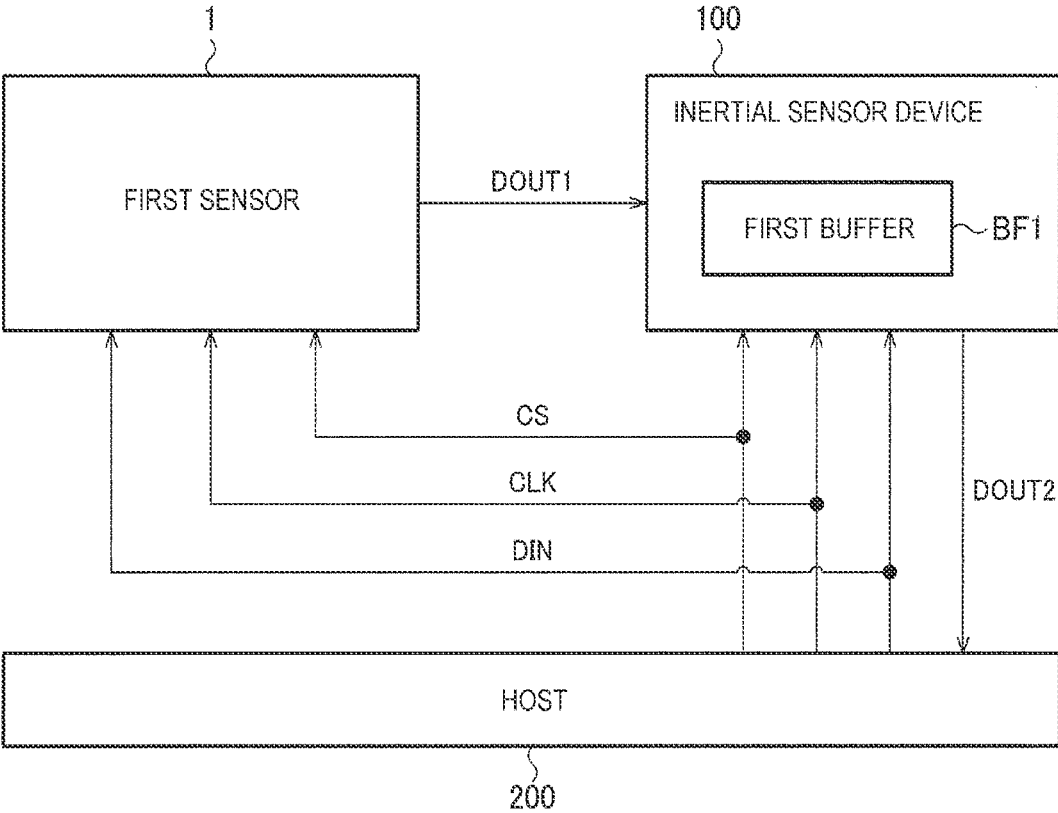 1
100
INERTIAL SENSOR DEVICE
FIRST SENSOR
DOUT1
FIRST BUFFER
BF1
CS
CLK
DOUT2
DIN
HOST
200